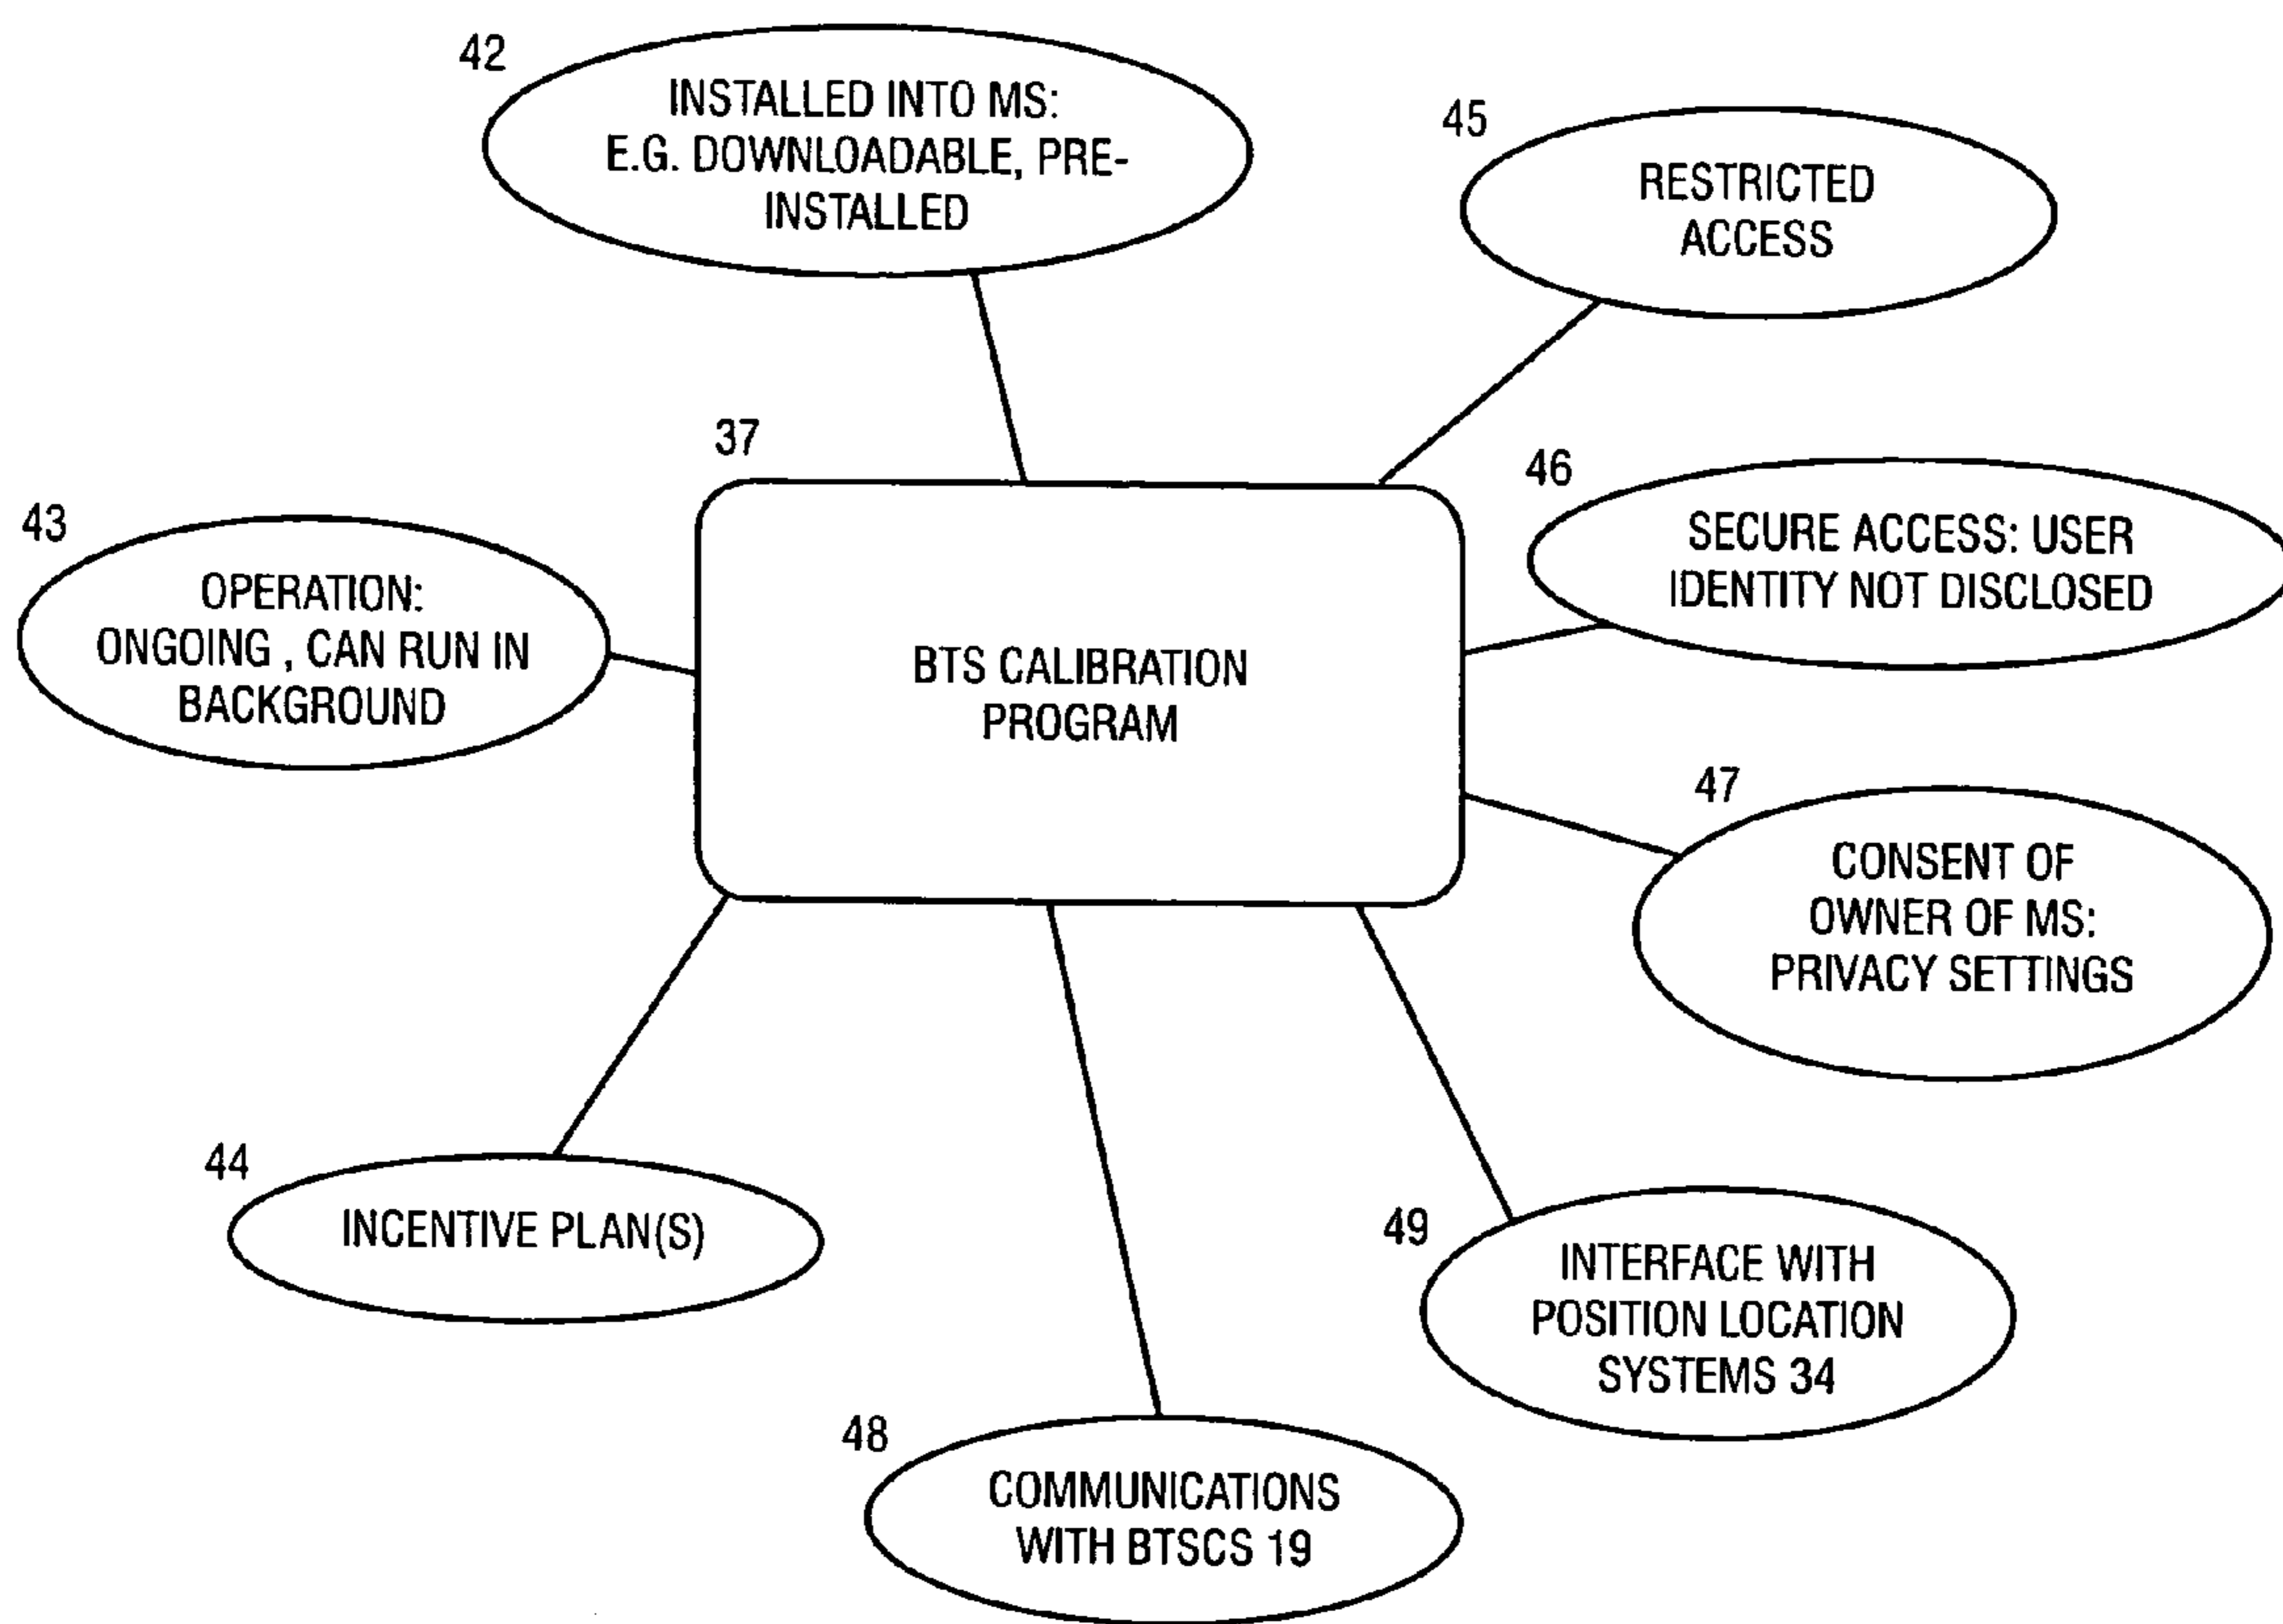 42
INSTALLED INTO MS:
E.G. DOWNLOADABLE, PRE-
INSTALLED
45
RESTRICTED
ACCESS
37
BTS CALIBRATION
PROGRAM
46
SECURE ACCESS: USER
IDENTITY NOT DISCLOSED
43
OPERATION:
ONGOING , CAN RUN IN
BACKGROUND
47
CONSENT OF
OWNER OF MS:
PRIVACY SETTINGS
44
INCENTIVE PLAN(S)
49
INTERFACE WITH
POSITION LOCATION
SYSTEMS 34
48
COMMUNICATIONS
WITH BTSCS 19